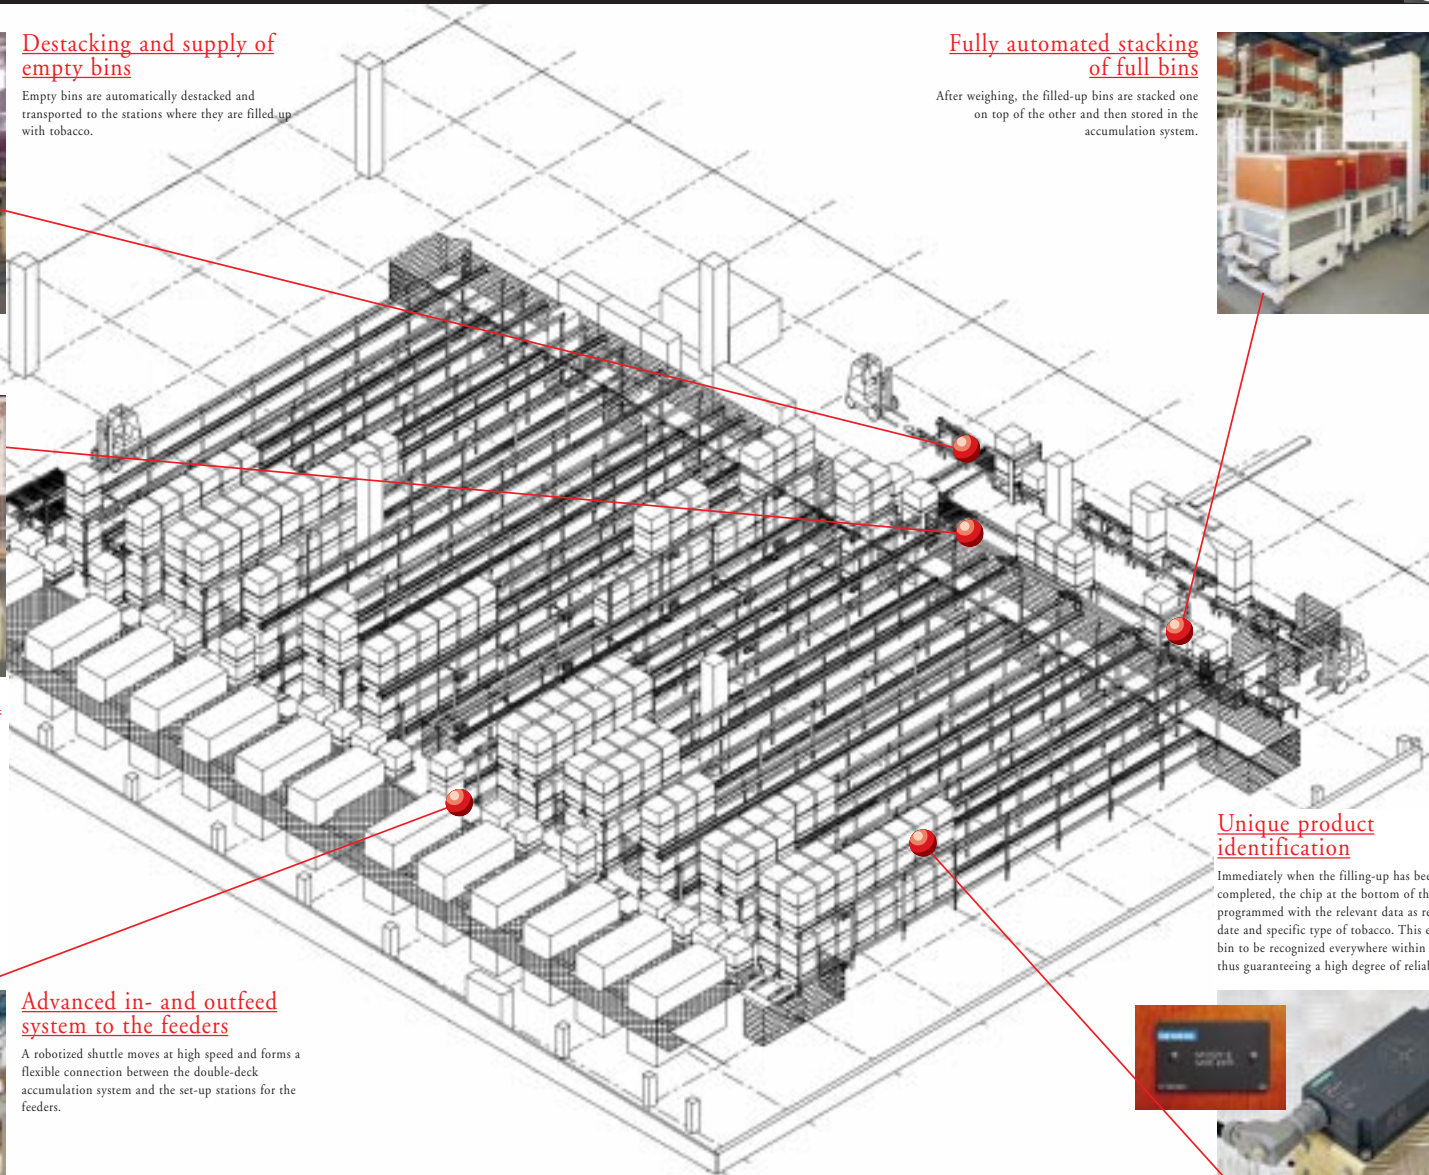 Destacking and supply of
empty bins
Empty bins are automatically destacked and
transported to the stations where they are filled up
with tobacco.
Fully automated stacking
of full bins
After weighing, the filled-up bins are stacked one
on top of the other and then stored in the
accumulation system.
Unique product
identification
Immediately when the filling-up has been
completed, the chip at the bottom of the
programmed with the relevant data as
date and specific type of tobacco. This
bin to be recognized everywhere within
thus guaranteeing a high degree of
Advanced in- and outfeed
system to the feeders
A robotized shuttle moves at high speed and forms a
flexible connection between the double-deck
accumulation system and the set-up stations for the
feeders.